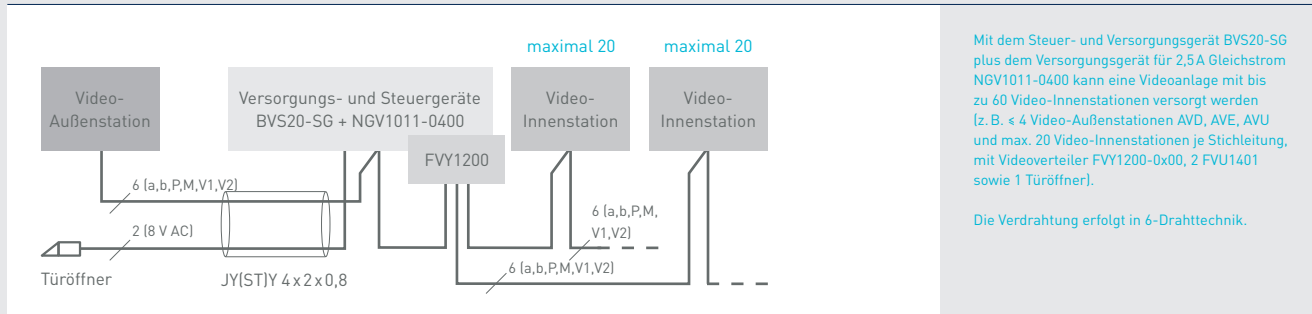 maximal 20
maximal 20
Video-
Außenstation
Versorgungs- und Steuergeräte
BVS20-SG + NGV1011-0400
FVY1200
Video-
Innenstation
Video-
Innenstation
6 (a,b,P,M,V1,V2)
2 (8 V AC)
Türöffner
JY(ST)Y 4x2x0,8
6 (a,b,P,M,
V1,V2)
6 (a,b,P,M,V1,V2)
Mit dem Steuer- und Versorgungsgerät BVS20-SG
plus dem Versorgungsgerät für 2,5A Gleichstrom
NGV1011-0400 kann eine Videoanlage mit bis
zu 60 Video-Innenstationen versorgt werden
(z. B. ≤ 4 Video-Außenstationen AVD, AVE, AVU
und max. 20 Video-Innenstationen je Stichleitung,
mit Videoverteiler FVY1200-0x00, 2 FVU1401
sowie 1 Türöffner).
Die Verdrahtung erfolgt in 6-Drahttechnik.